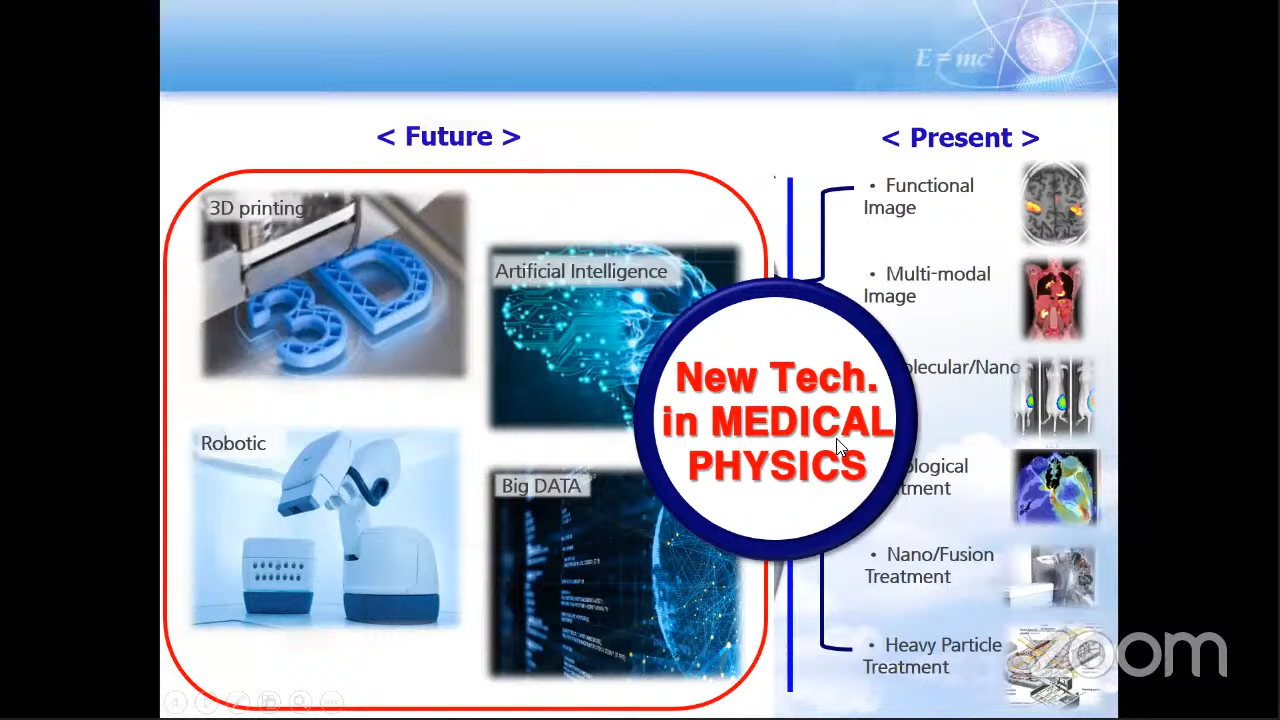 E = mc²
< Future >
< Present >
3D printing
Artificial Intelligence
Robotic
Big DATA
New Tech.
in MEDICAL
PHYSICS
• Functional
Image
• Multi-modal
Image
olecular/Nano
ological
tment
• Nano/Fusion
Treatment
• Heavy Particle
Treatment
zoom